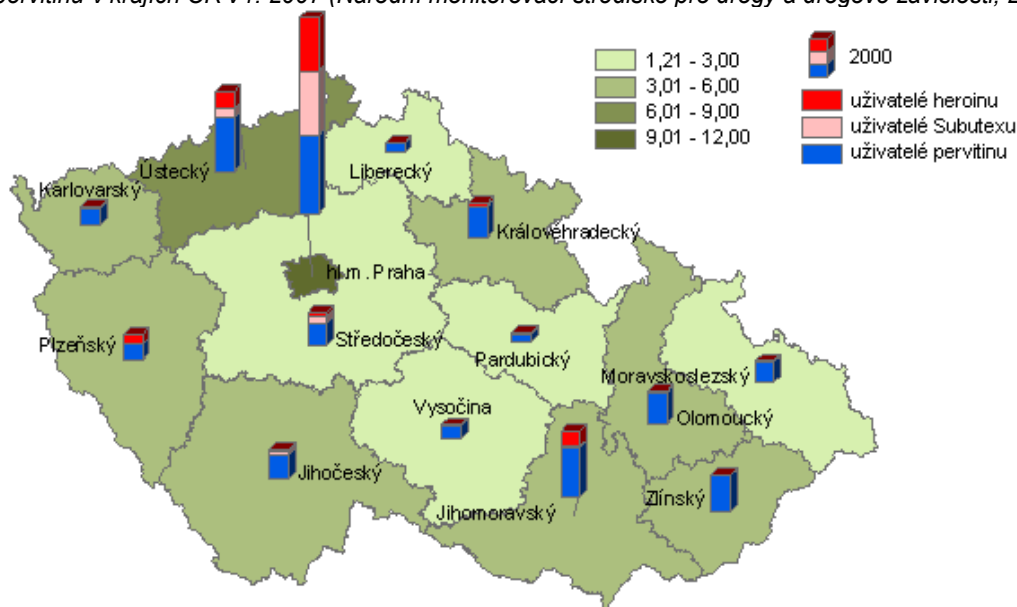 pervitinu v krajích ČR v r. 2007 (Národní monitorovací středisko pro drogy a drogové závislosti,
1,21 - 3,00
3,01 - 6,00
6,01 - 9,00
9,01 - 12,00
2000
uživatelé heroinu
uživatelé Subutexu
uživatelé pervitinu
Ústecký
Liberecký
Karlovarský
Královéhradecký
hl.m. Praha
Plzeňský
Středočeský
Pardubický
Moravskoslezský
Vysočina
Olomoucký
Jihočeský
Zlínský
Jihomoravský